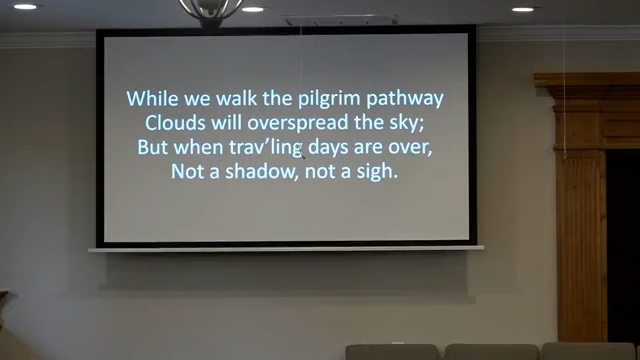 While we walk the pilgrim pathway
Clouds will overspread the sky;
But when trav'ling days are over,
Not a shadow, not a sigh.